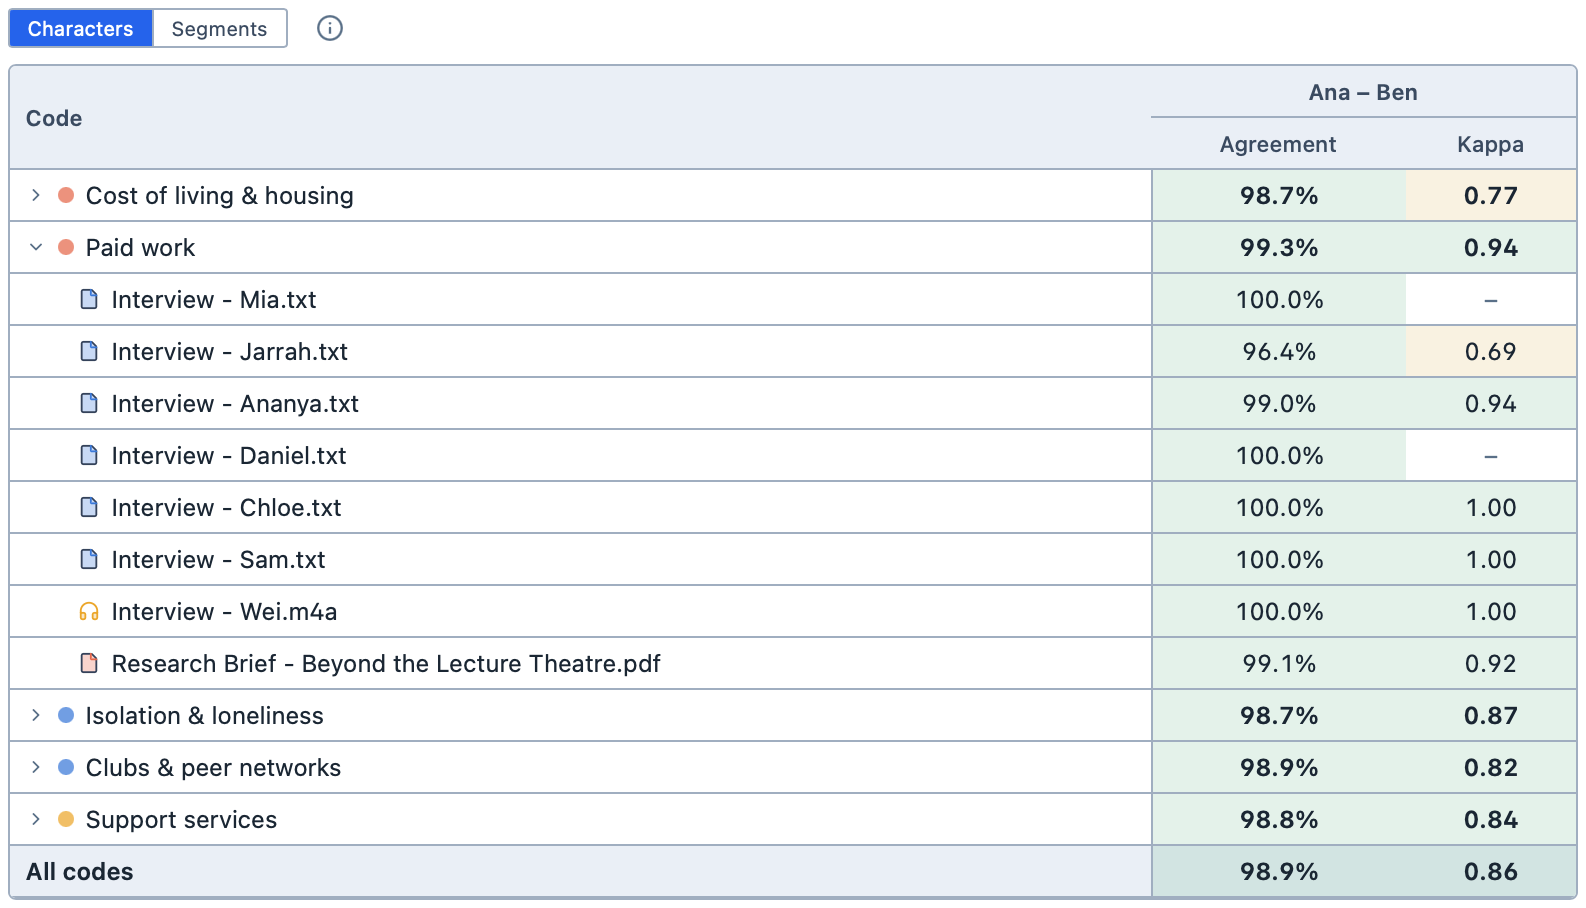 Characters Segments
Code Ana – Ben
Agreement Kappa
Cost of living & housing 98.7% 0.77
Paid work 99.3% 0.94
Interview - Mia.txt 100.0% –
Interview - Jarrah.txt 96.4% 0.69
Interview - Ananya.txt 99.0% 0.94
Interview - Daniel.txt 100.0% –
Interview - Chloe.txt 100.0% 1.00
Interview - Sam.txt 100.0% 1.00
Interview - Wei.m4a 100.0% 1.00
Research Brief - Beyond the Lecture Theatre.pdf 99.1% 0.92
Isolation & loneliness 98.7% 0.87
Clubs & peer networks 98.9% 0.82
Support services 98.8% 0.84
All codes 98.9% 0.86